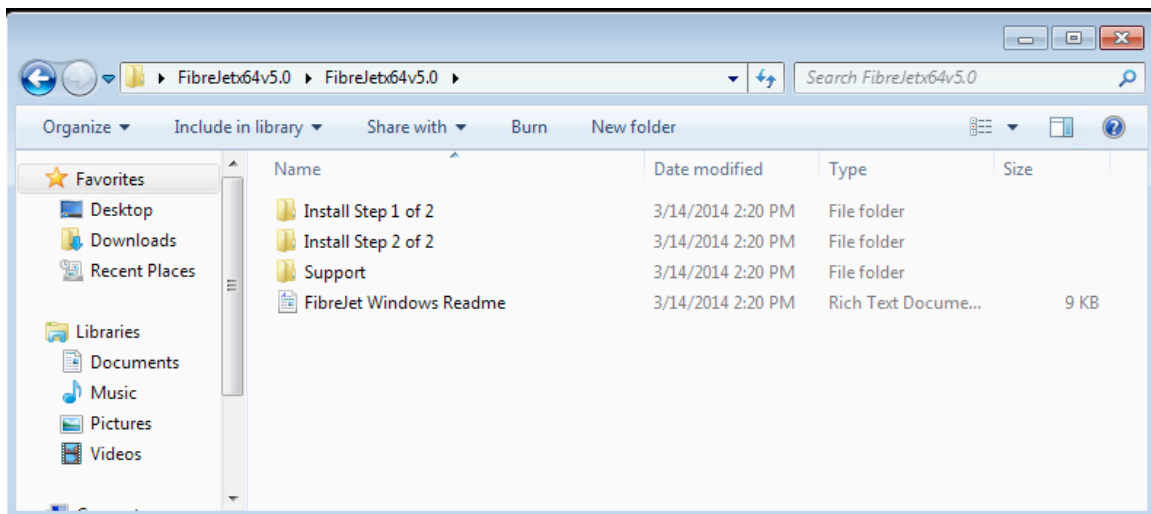 FibreJetx64v5.0 FibreJetx64v5.0
Search FibreJetx64v5.0
Organize Include in library Share with Burn New folder
Favorites
Desktop
Downloads
Recent Places
Libraries
Documents
Music
Pictures
Videos
Name Date modified Type Size
Install Step 1 of 2 3/14/2014 2:20 PM File folder
Install Step 2 of 2 3/14/2014 2:20 PM File folder
Support 3/14/2014 2:20 PM File folder
FibreJet Windows Readme 3/14/2014 2:20 PM Rich Text Docume... 9 KB